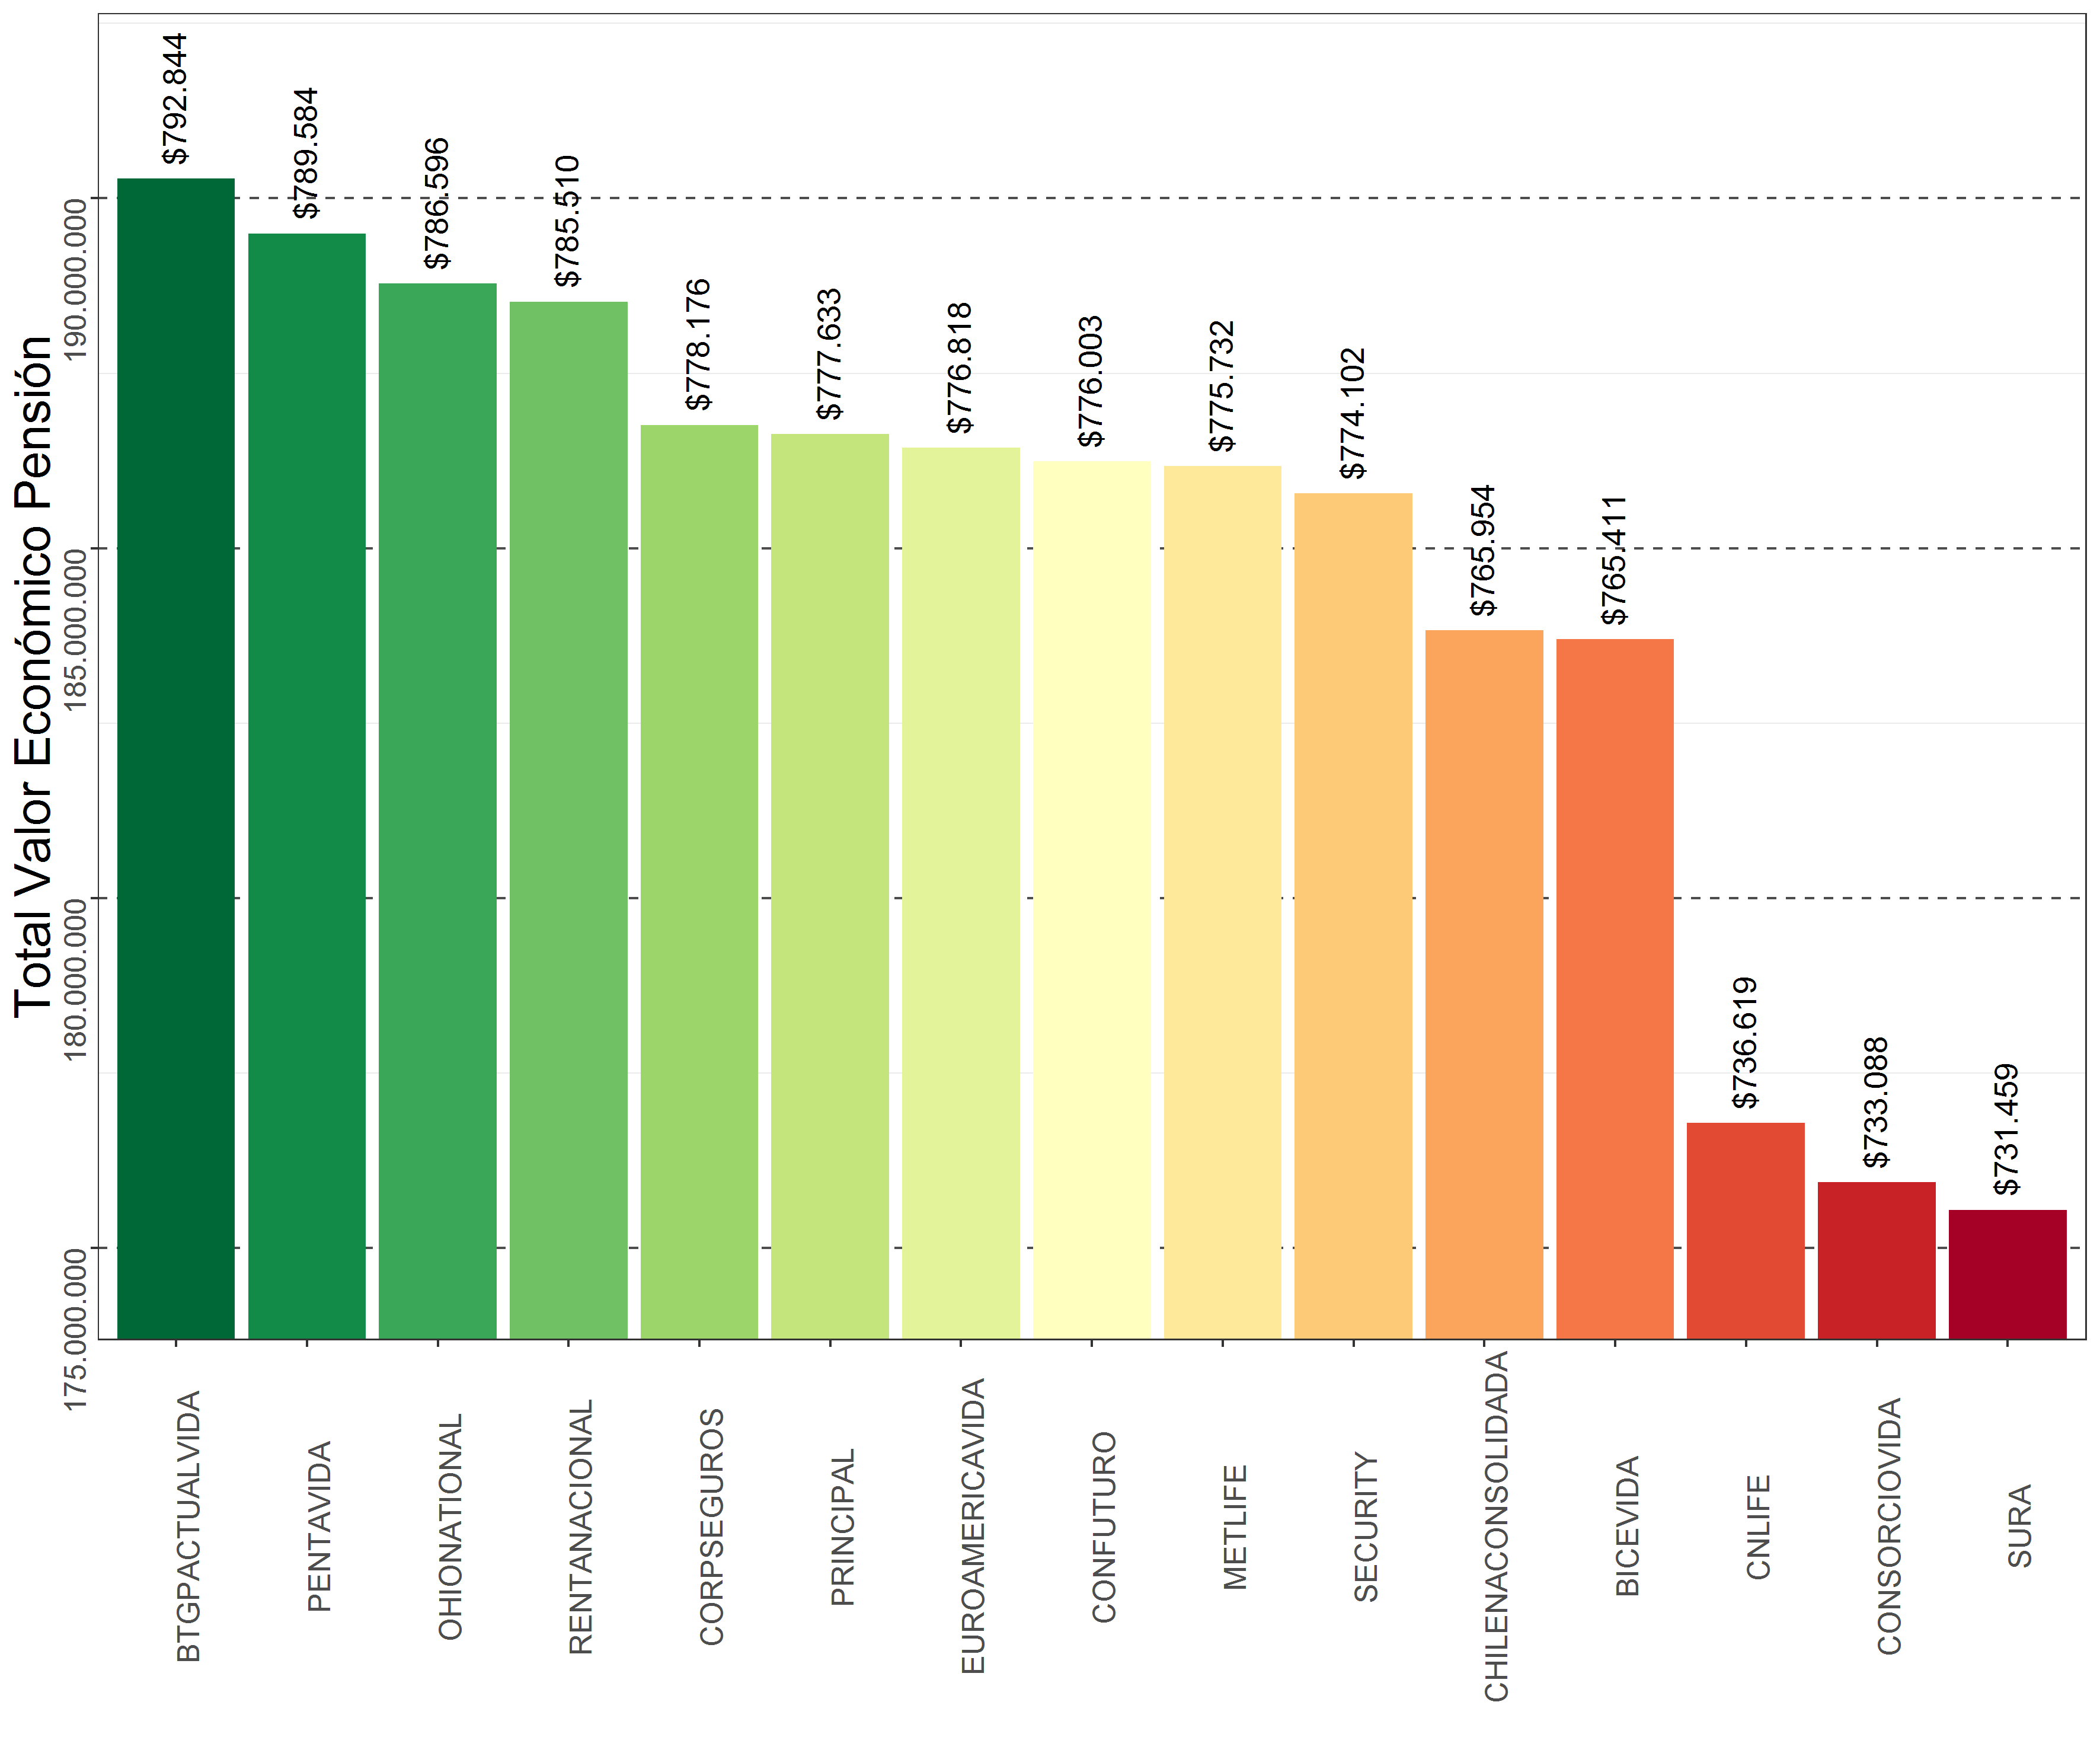 Total Valor Económico Pensión
190.000.000
185.000.000
180.000.000
175.000.000
$792.844
$789.584
$786.596
$785.510
$778.176
$777.633
$776.818
$776.003
$775.732
$774.102
$765.954
$765.411
$736.619
$733.088
$731.459
BTGPACTUALVIDA
PENTAVIDA
OHIONATIONAL
RENTANACIONAL
CORPSEGUROS
PRINCIPAL
EUROAMERICAVIDA
CONFUTURO
METLIFE
SECURITY
CHILENACONSOLIDADA
BICEVIDA
CNLIFE
CONSORCIOVIDA
SURA